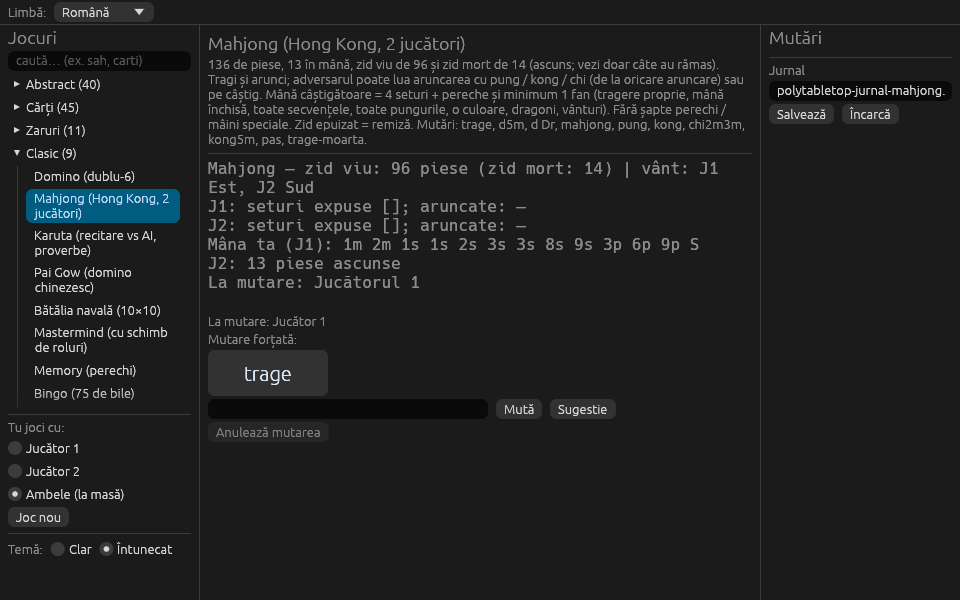 Limbă: Română
Jocuri
caută... (ex. sah, carti)
Abstract (40)
Cărți (45)
Zaruri (11)
Clasic (9)
Domino (dublu-6)
Mahjong (Hong Kong, 2
jucători)
Karuta (recitare vs AI,
proverbe)
Pai Gow (domino
chinezesc)
Bătălia navală (10×10)
Mastermind (cu schimb
de roluri)
Memory (perechi)
Bingo (75 de bile)
Tu joci cu:
Jucător 1
Jucător 2
Ambele (la masă)
Joc nou
Temă: Clar Întunecat
Mahjong (Hong Kong, 2 jucători)
136 de piese, 13 în mână, zid viu de 96 și zid mort de 14 (ascuns; vezi doar câte au rămas).
Tragi și arunci; adversarul poate lua aruncarea cu pung / kong / chi (de la oricare aruncare) sau
pe câștig. Mână câștigătoare = 4 seturi + pereche și minimum 1 fan (tragere proprie, mână
închisă, toate secvențele, toate pungurile, o culoare, dragoni, vânturi). Fără șapte perechi /
mâini speciale. Zid epuizat = remiză. Mutări: trage, d5m, d Dr, mahjong, pung, kong, chi2m3m,
kong5m, pas, trage-moarta.
Mahjong — zid viu: 96 piese (zid mort: 14) | vânt: J1
Est, J2 Sud
J1: seturi expuse []; aruncate: —
J2: seturi expuse []; aruncate: —
Mâna ta (J1): 1m 2m 1s 1s 2s 3s 3s 8s 9s 3p 6p 9p S
J2: 13 piese ascunse
La mutare: Jucătorul 1
La mutare: Jucător 1
Mutare forțată:
trage
Mută Sugestie
Anulează mutarea
Mutări
Jurnal
polytabletop-jurnal-mahjong.
Salvează Încarcă